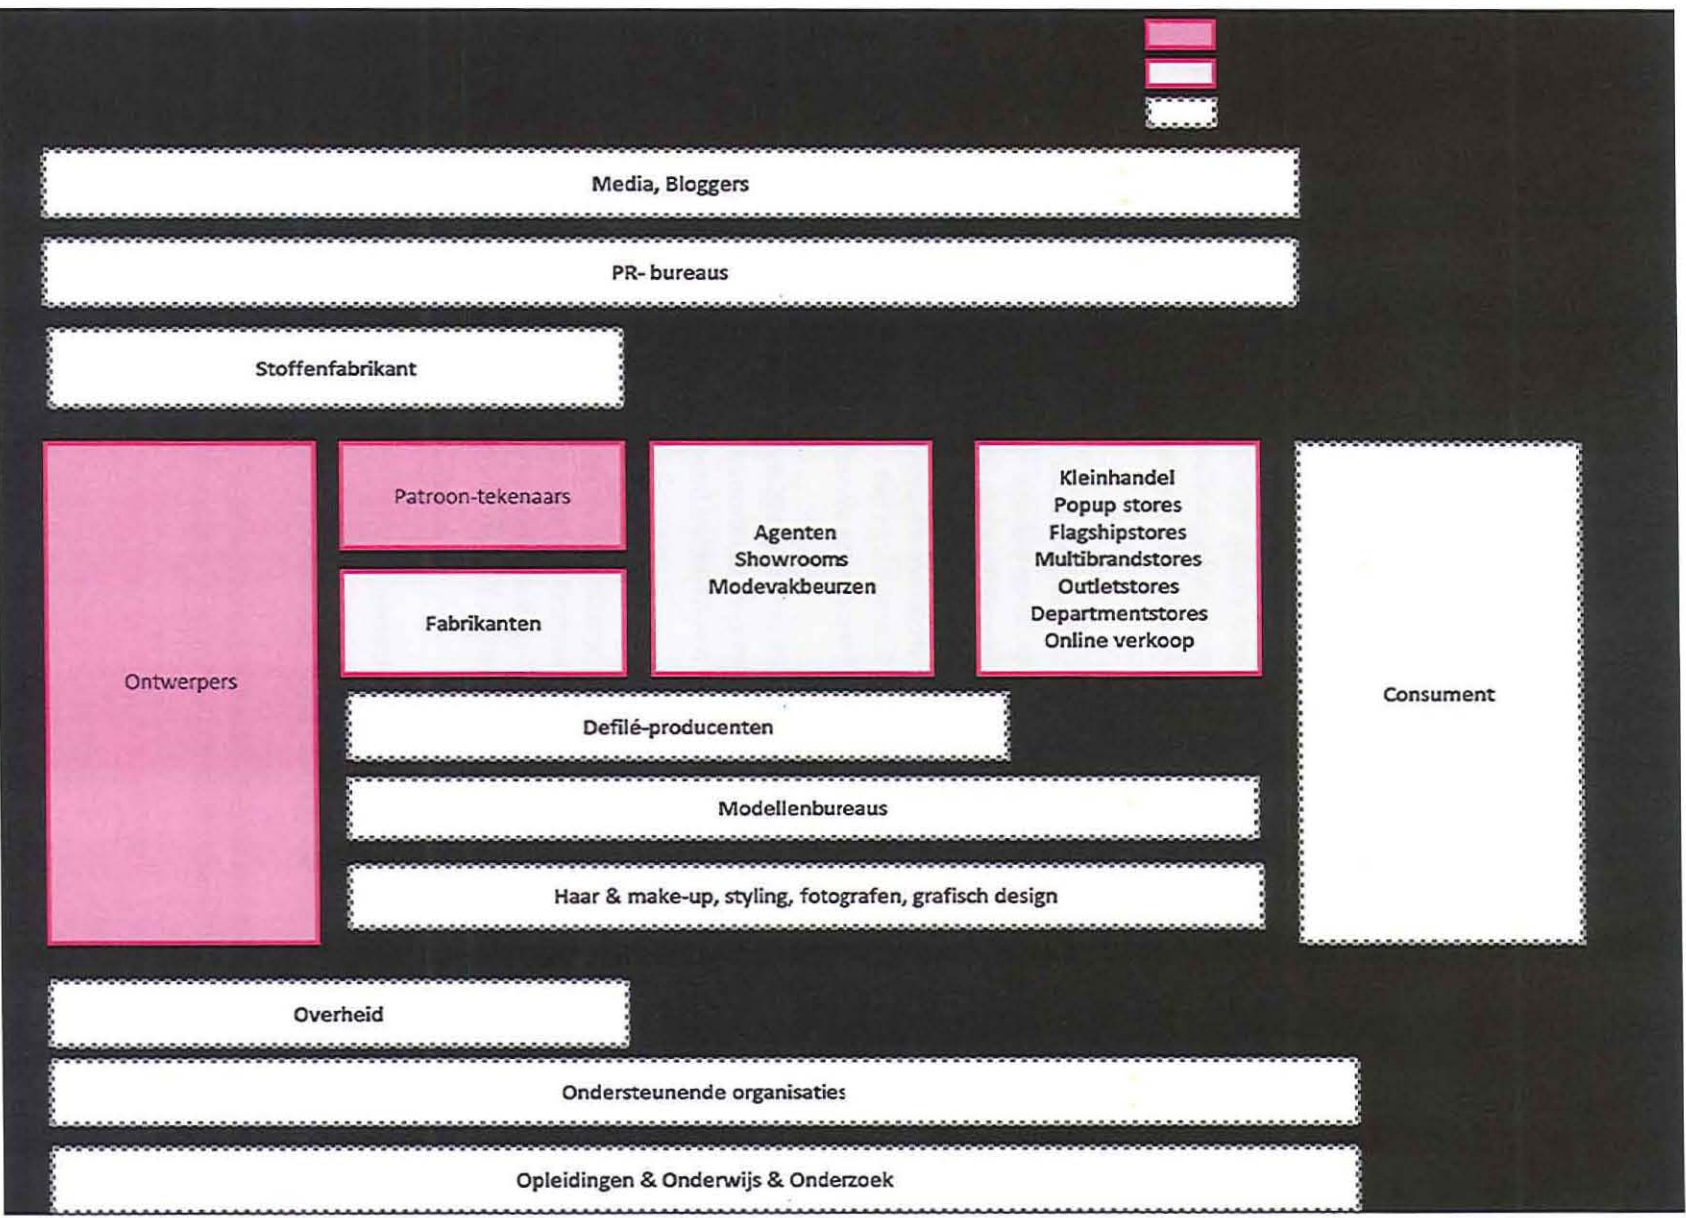 Media, Bloggers
PR- bureaus
Stoffenfabrikant
Ontwerpers
Patroon-tekenaars
Fabrikanten
Agenten
Showrooms
Modevakbeurzen
Kleinhandel
Popup stores
Flagshipstores
Multibrandstores
Outletstores
Departmentstores
Online verkoop
Consument
Defilé-producenten
Modellenbureaus
Haar & make-up, styling, fotografen, grafisch design
Overheid
Ondersteunende organisaties
Opleidingen & Onderwijs & Onderzoek